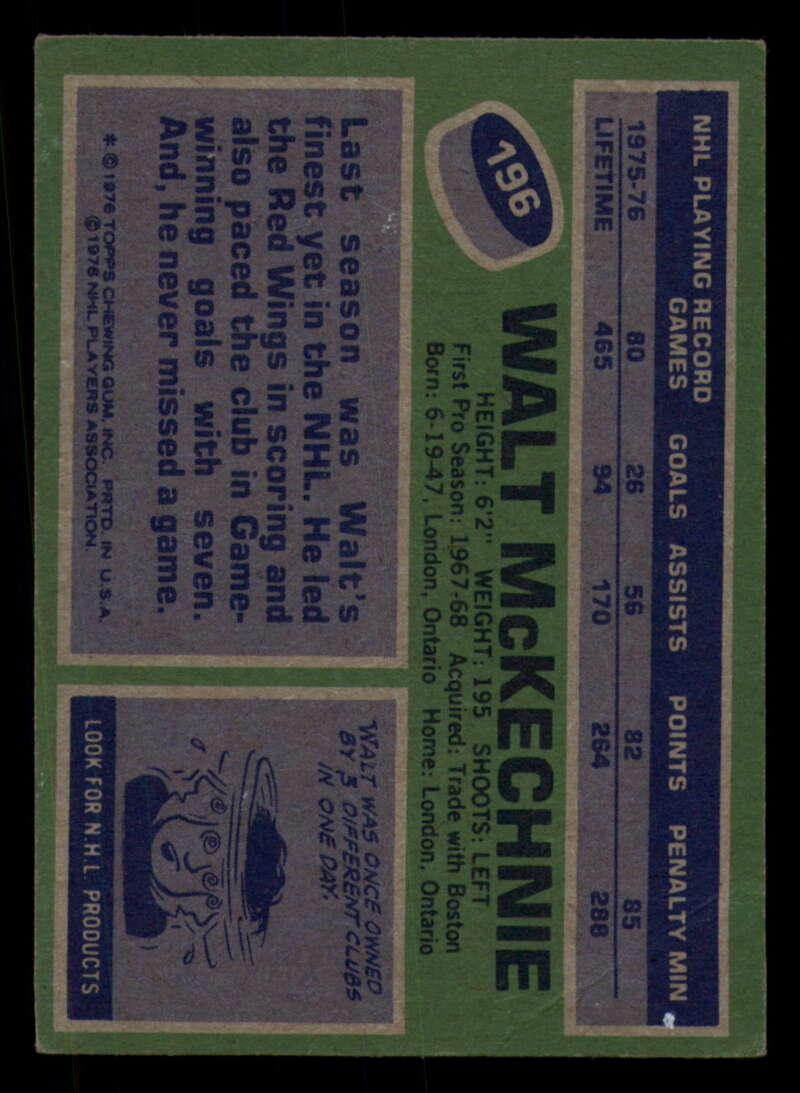 NHL PLAYING RECORD
GAMES GOALS ASSISTS POINTS PENALTY MIN
1975-76 80 26 56 82 85
LIFETIME 465 94 170 264 288
196
WALT McKECHNIE
HEIGHT: 6'2" WEIGHT: 195 SHOOTS: LEFT
First Pro Season: 1967-68 Acquired: Trade with Boston
Born: 6-19-47, London, Ontario Home: London, Ontario
Last season was Walt's
finest yet in the NHL. He led
the Red Wings in scoring and
also paced the club in Game-
winning goals with seven.
And, he never missed a game.
* © 1976 TOPPS CHEWING GUM, INC. PRTD. IN U.S.A.
© 1976 NHL PLAYERS ASSOCIATION.
WALT WAS ONCE OWNED
BY 3 DIFFERENT CLUBS
IN ONE DAY.
LOOK FOR N.H.L. PRODUCTS